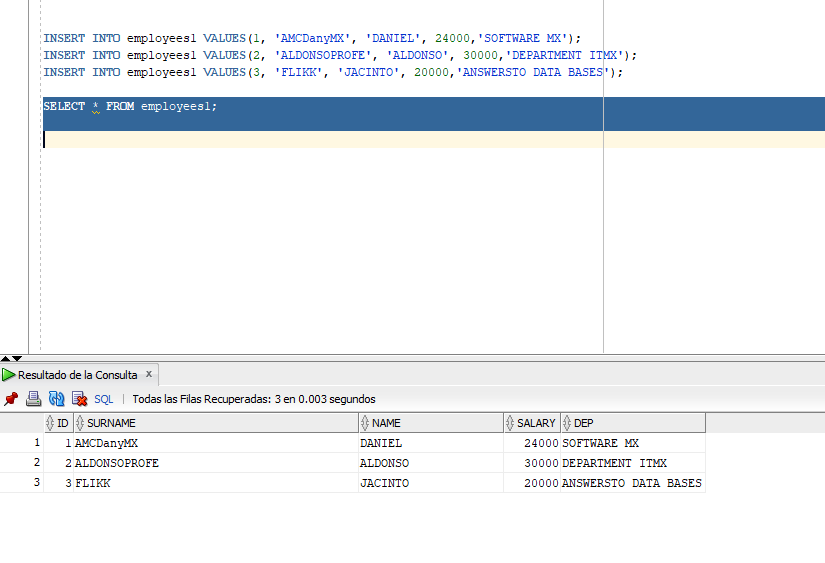 INSERT INTO employees1 VALUES(1, 'AMCDanyMX', 'DANIEL', 24000,'SOFTWARE MX');
INSERT INTO employees1 VALUES(2, 'ALDONSOPROFE', 'ALDONSO', 30000,'DEPARTMENT ITMX');
INSERT INTO employees1 VALUES(3, 'FLIKK', 'JACINTO', 20000,'ANSWERSTO DATA BASES');
SELECT * FROM employees1;
Resultado de la Consulta x
SQL | Todas las Filas Recuperadas: 3 en 0.003 segundos
ID SURNAME NAME SALARY DEP
1 1 AMCDanyMX DANIEL 24000 SOFTWARE MX
2 2 ALDONSOPROFE ALDONSO 30000 DEPARTMENT ITMX
3 3 FLIKK JACINTO 20000 ANSWERSTO DATA BASES